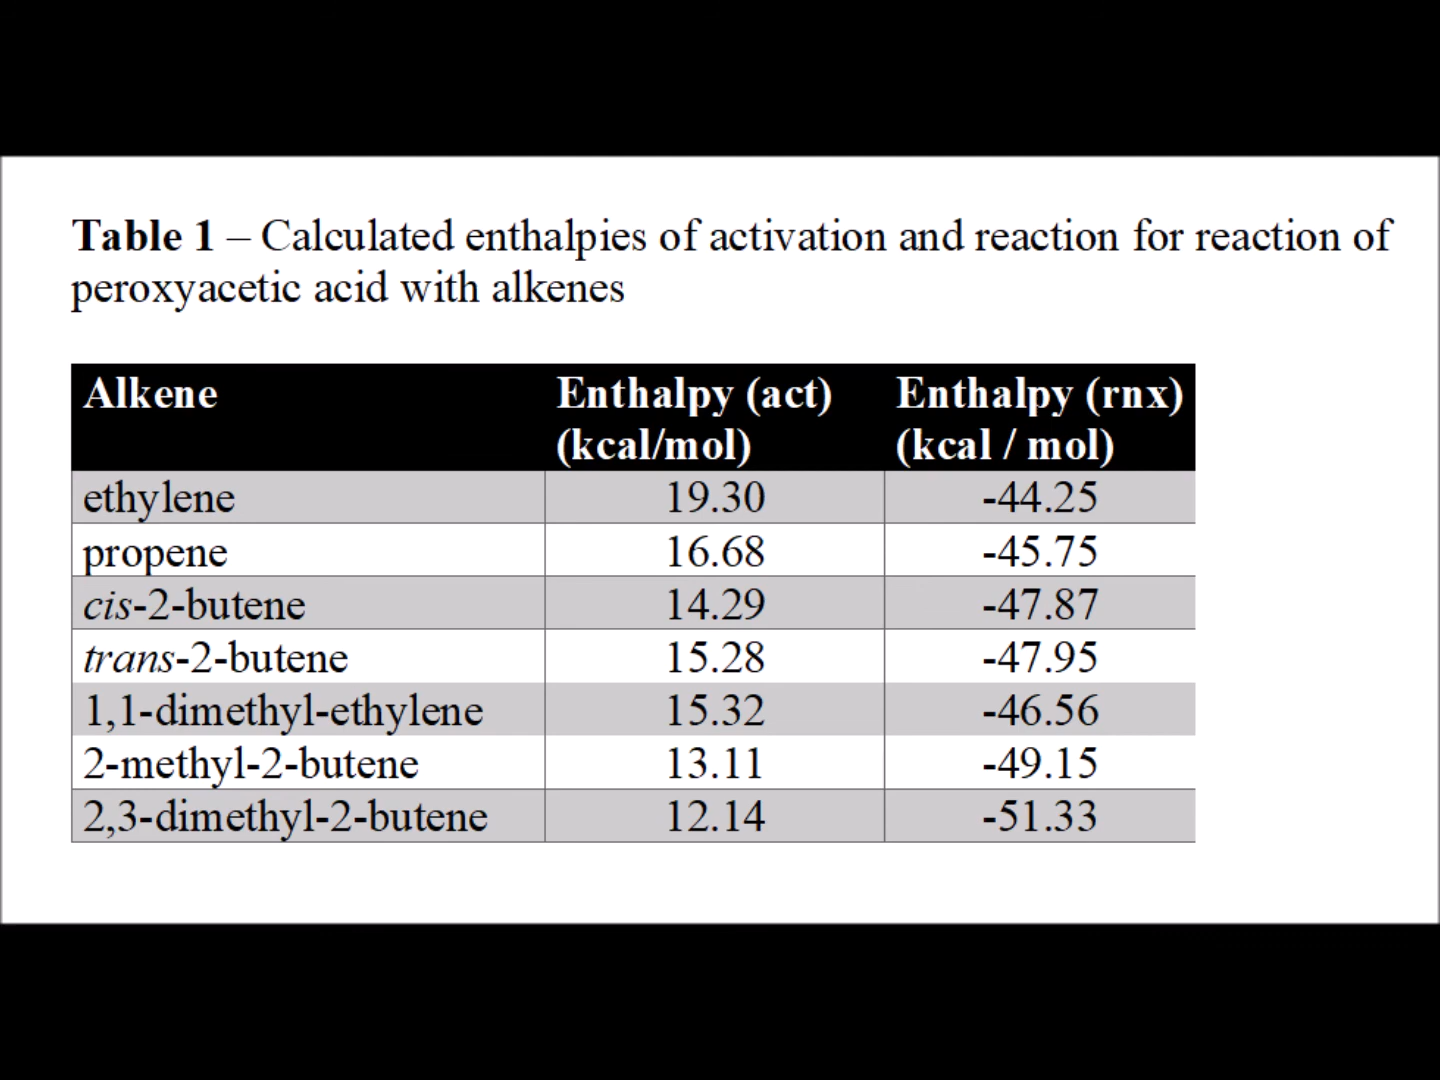 Table 1 – Calculated enthalpies of activation and reaction for reaction of
peroxyacetic acid with alkenes
Alkene Enthalpy (act) Enthalpy (rnx)
(kcal/mol) (kcal / mol)
ethylene 19.30 -44.25
propene 16.68 -45.75
cis-2-butene 14.29 -47.87
trans-2-butene 15.28 -47.95
1,1-dimethyl-ethylene 15.32 -46.56
2-methyl-2-butene 13.11 -49.15
2,3-dimethyl-2-butene 12.14 -51.33